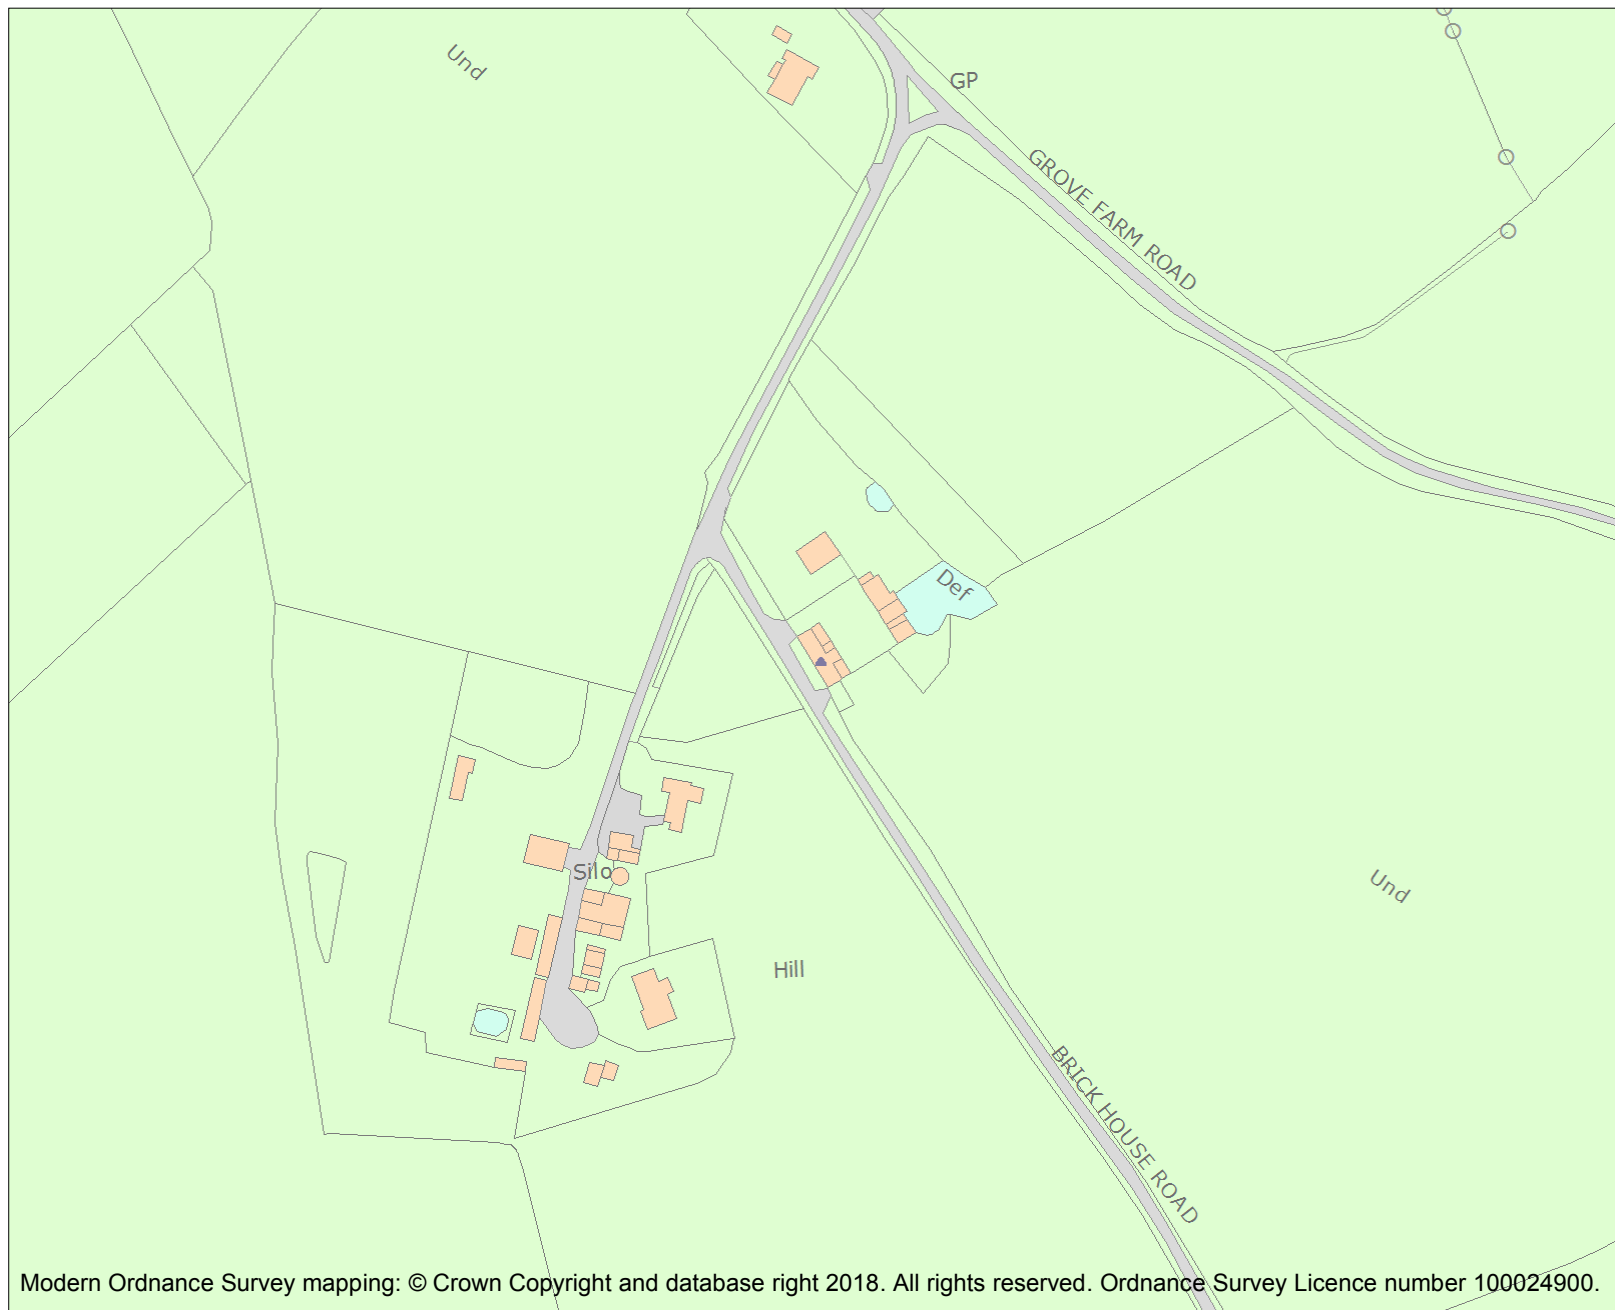 Und
GP
GROVE FARM ROAD
Def
Silo
Und
Hill
BRICK HOUSE ROAD
Modern Ordnance Survey mapping: © Crown Copyright and database right 2018. All rights reserved. Ordnance Survey Licence number 100024900.